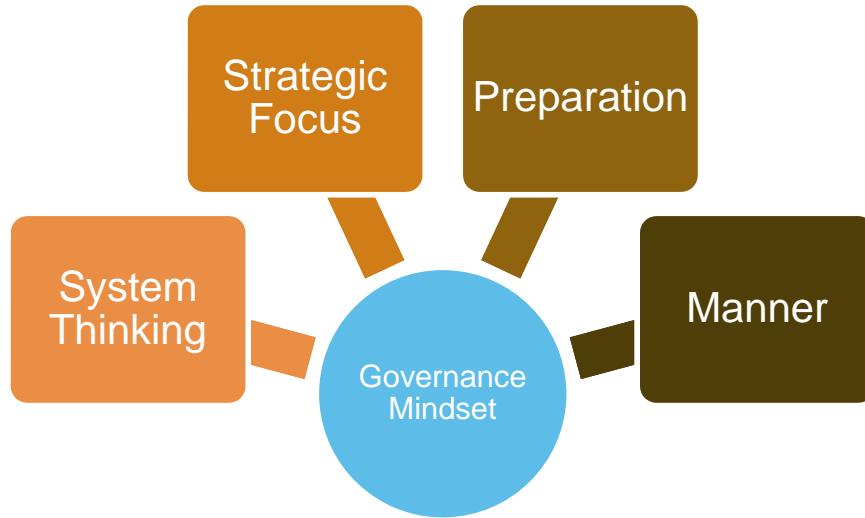 Strategic
Focus
Preparation
System
Thinking
Manner
Governance
Mindset